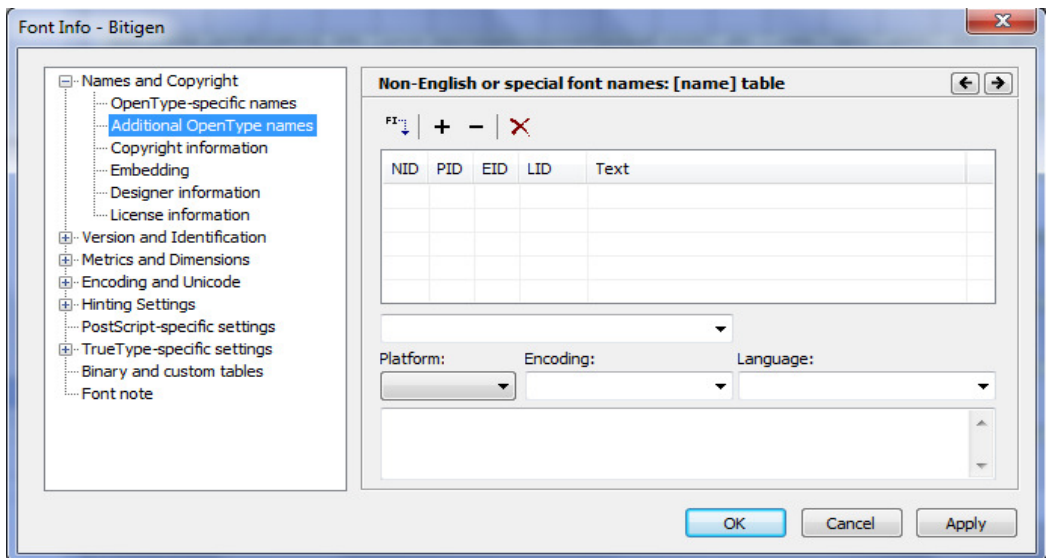 Font Info - Bitigen
Names and Copyright
OpenType-specific names
Additional OpenType names
Copyright information
Embedding
Designer information
License information
Version and Identification
Metrics and Dimensions
Encoding and Unicode
Hinting Settings
PostScript-specific settings
TrueType-specific settings
Binary and custom tables
Font note
Non-English or special font names: [name] table
FI
NID PID EID LID Text
Platform: Encoding: Language:
OK Cancel Apply